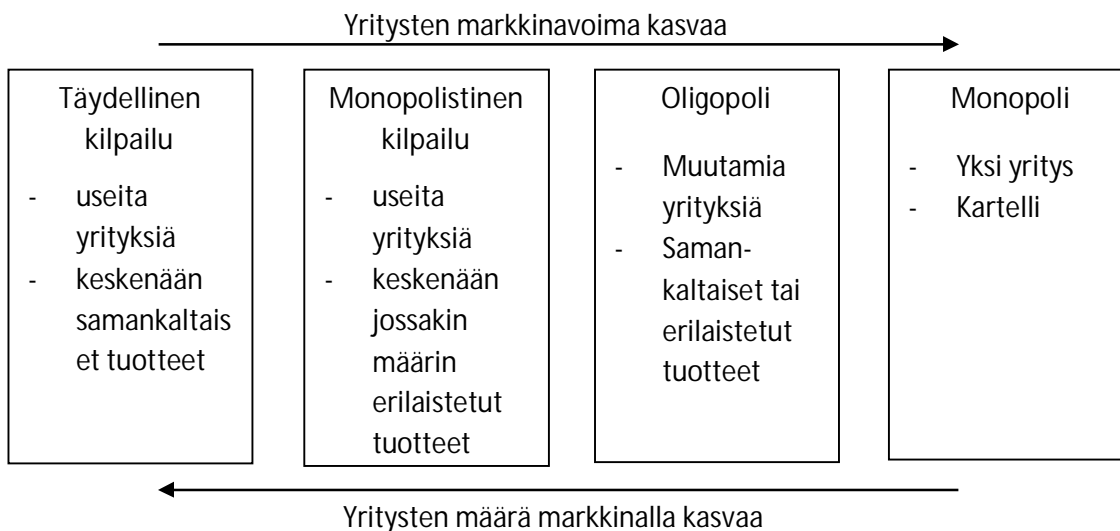 Yritysten markkinavoima kasvaa
Täydellinen
kilpailu
- useita
yrityksiä
- keskenään
samankaltais
et tuotteet
Monopolistinen
kilpailu
- useita
yrityksiä
- keskenään
jossakin
määrin
erilaistetut
tuotteet
Oligopoli
- Muutamia
yrityksiä
- Saman-
kaltaiset tai
erilaistetut
tuotteet
Monopoli
- Yksi yritys
- Kartelli
Yritysten määrä markkinalla kasvaa